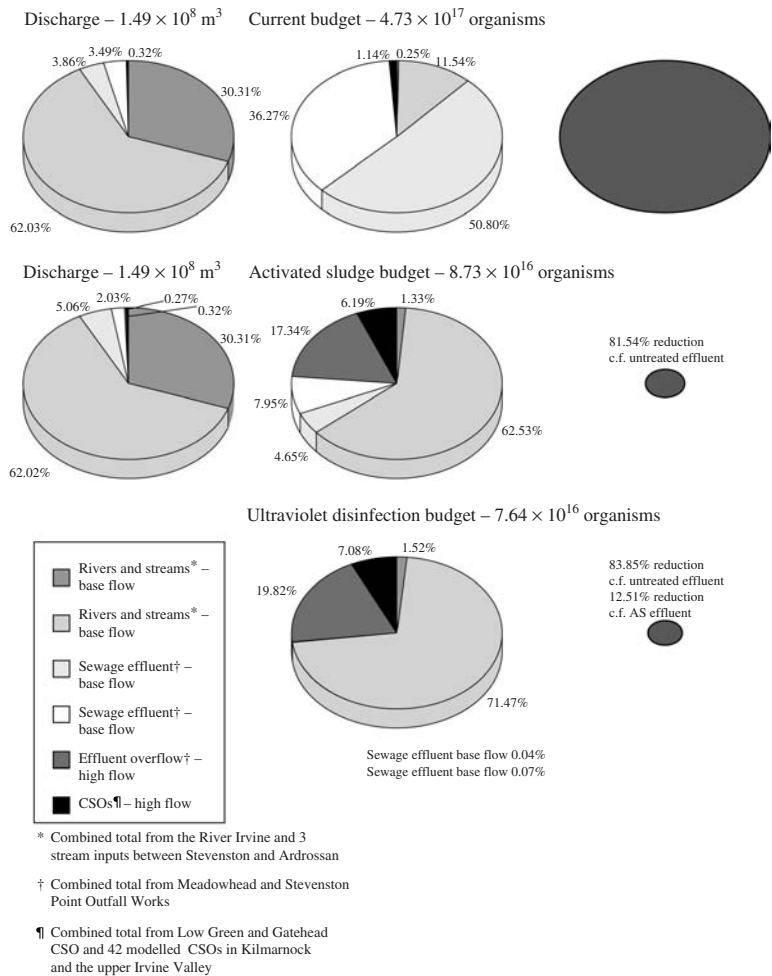 Discharge – 1.49 × 10⁸ m³
Current budget – 4.73 × 10¹⁷ organisms
3.86%
3.49%
0.32%
30.31%
62.03%
1.14%
0.25%
11.54%
36.27%
50.80%
Discharge – 1.49 × 10⁸ m³
Activated sludge budget – 8.73 × 10¹⁶ organisms
5.06%
2.03%
0.27%
0.32%
30.31%
62.02%
6.19%
1.33%
17.34%
7.95%
4.65%
62.53%
81.54% reduction
c.f. untreated effluent
Ultraviolet disinfection budget – 7.64 × 10¹⁶ organisms
7.08%
1.52%
19.82%
71.47%
83.85% reduction
c.f. untreated effluent
12.51% reduction
c.f. AS effluent
Sewage effluent base flow 0.04%
Sewage effluent base flow 0.07%
Rivers and streams* –
base flow
Rivers and streams* –
base flow
Sewage effluent† –
base flow
Sewage effluent† –
base flow
Effluent overflow† –
high flow
CSOs¶ – high flow
* Combined total from the River Irvine and 3
stream inputs between Stevenston and Ardrossan
† Combined total from Meadowhead and Stevenston
Point Outfall Works
¶ Combined total from Low Green and Gatehead
CSO and 42 modelled CSOs in Kilmarnock
and the upper Irvine Valley